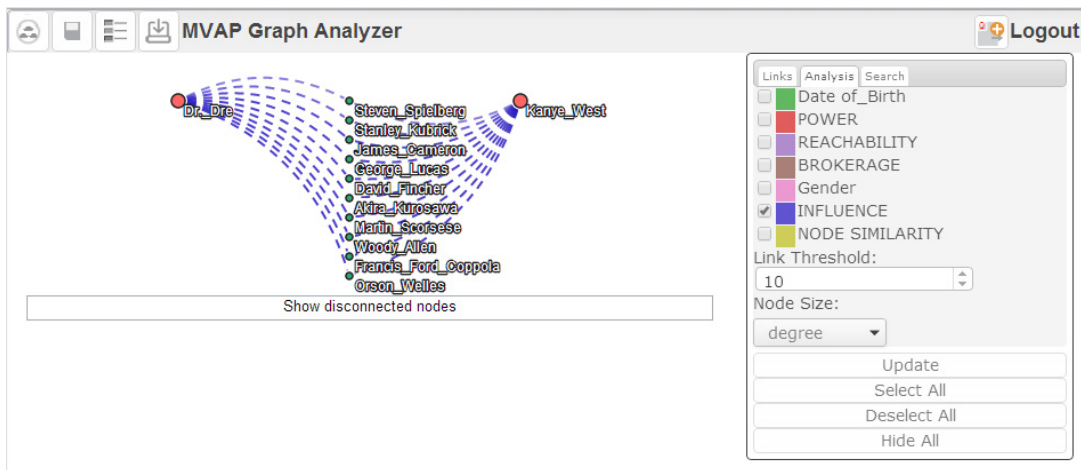 MVAP Graph Analyzer
Logout
Dr._Dre
Kanye_West
Steven_Spielberg
Stanley_Kubrick
James_Cameron
George_Lucas
David_Fincher
Akira_Kurosawa
Martin_Scorsese
Woody_Allen
Francis_Ford_Coppola
Orson_Welles
Show disconnected nodes
Links Analysis Search
Date of_Birth
POWER
REACHABILITY
BROKERAGE
Gender
INFLUENCE
NODE SIMILARITY
Link Threshold:
10
Node Size:
degree
Update
Select All
Deselect All
Hide All